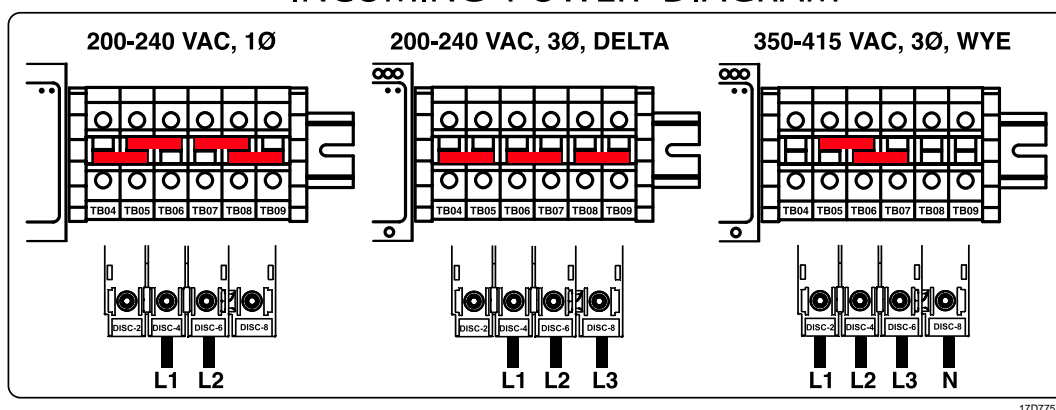 INCOMING POWER DIAGRAM
200-240 VAC, 1Ø
200-240 VAC, 3Ø, DELTA
350-415 VAC, 3Ø, WYE
TB04 TB05 TB06 TB07 TB08 TB09
TB04 TB05 TB06 TB07 TB08 TB09
TB04 TB05 TB06 TB07 TB08 TB09
DISC-2 DISC-4 DISC-6 DISC-8
DISC-2 DISC-4 DISC-6 DISC-8
DISC-2 DISC-4 DISC-6 DISC-8
L1 L2
L1 L2 L3
L1 L2 L3 N
17D775